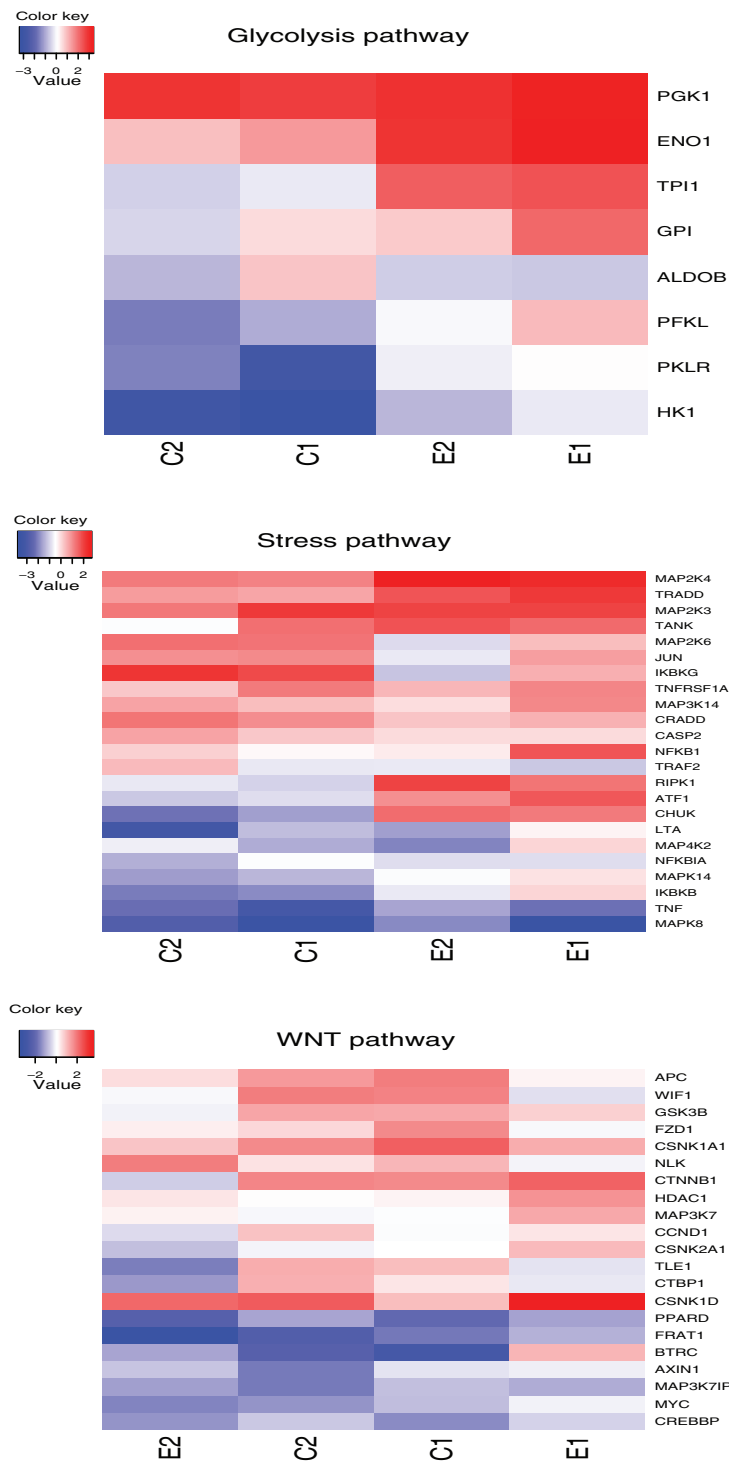 Color key
Glycolysis pathway
−3 0 2
Value
PGK1
ENO1
TPI1
GPI
ALDOB
PFKL
PKLR
HK1
C2 C1 E2 E1
Color key
Stress pathway
−3 0 2
Value
MAP2K4
TRADD
MAP2K3
TANK
MAP2K6
JUN
IKBKG
TNFRSF1A
MAP3K14
CRADD
CASP2
NFKB1
TRAF2
RIPK1
ATF1
CHUK
LTA
MAP4K2
NFKBIA
MAPK14
IKBKB
TNF
MAPK8
C2 C1 E2 E1
Color key
WNT pathway
−2 0 2
Value
APC
WIF1
GSK3B
FZD1
CSNK1A1
NLK
CTNNB1
HDAC1
MAP3K7
CCND1
CSNK2A1
TLE1
CTBP1
CSNK1D
PPARD
FRAT1
BTRC
AXIN1
MAP3K7IP
MYC
CREBBP
E2 C2 C1 E1